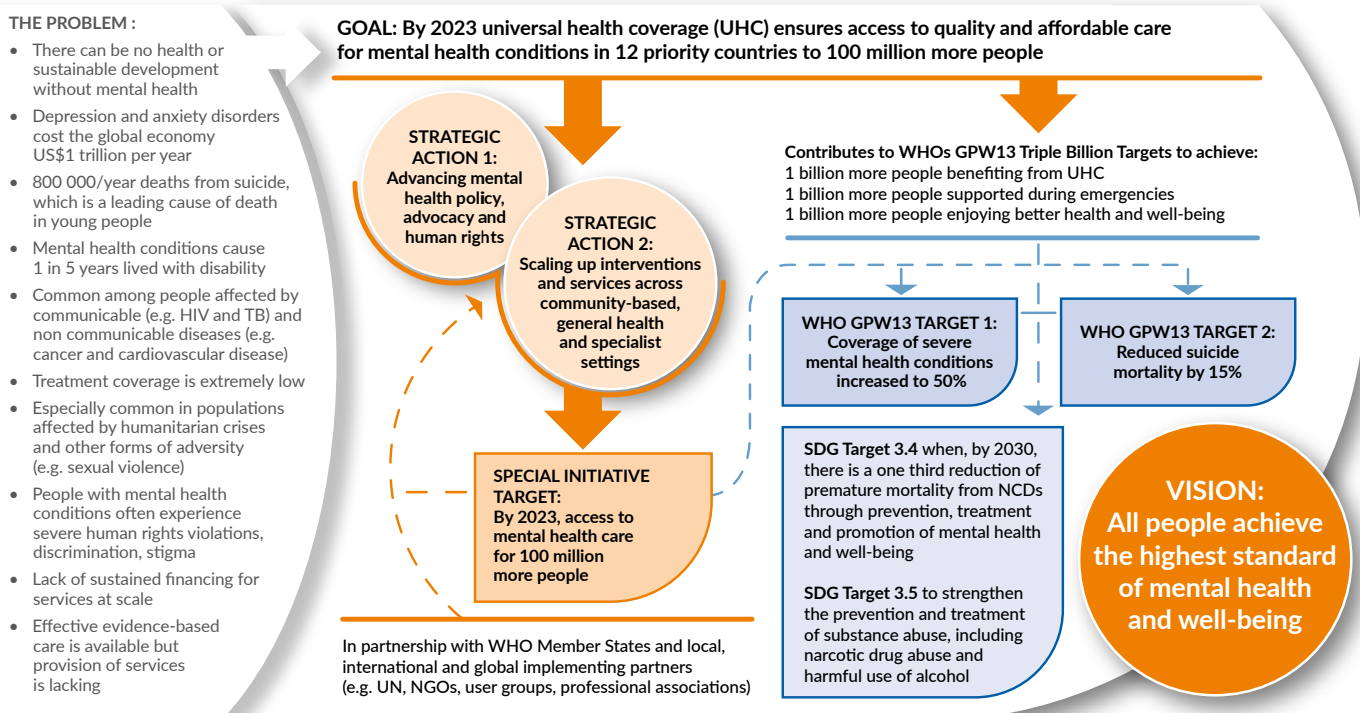 THE PROBLEM :
• There can be no health or
sustainable development
without mental health
• Depression and anxiety disorders
cost the global economy
US$1 trillion per year
• 800 000/year deaths from suicide,
which is a leading cause of death
in young people
• Mental health conditions cause
1 in 5 years lived with disability
• Common among people affected by
communicable (e.g. HIV and TB) and
non communicable diseases (e.g.
cancer and cardiovascular disease)
• Treatment coverage is extremely low
• Especially common in populations
affected by humanitarian crises
and other forms of adversity
(e.g. sexual violence)
• People with mental health
conditions often experience
severe human rights violations,
discrimination, stigma
• Lack of sustained financing for
services at scale
• Effective evidence-based
care is available but
provision of services
is lacking
GOAL: By 2023 universal health coverage (UHC) ensures access to quality and affordable care
for mental health conditions in 12 priority countries to 100 million more people
STRATEGIC
ACTION 1:
Advancing mental
health policy,
advocacy and
human rights
STRATEGIC
ACTION 2:
Scaling up interventions
and services across
community-based,
general health
and specialist
settings
SPECIAL INITIATIVE
TARGET:
By 2023, access to
mental health care
for 100 million
more people
In partnership with WHO Member States and local,
international and global implementing partners
(e.g. UN, NGOs, user groups, professional associations)
Contributes to WHOs GPW13 Triple Billion Targets to achieve:
1 billion more people benefiting from UHC
1 billion more people supported during emergencies
1 billion more people enjoying better health and well-being
WHO GPW13 TARGET 1:
Coverage of severe
mental health conditions
increased to 50%
WHO GPW13 TARGET 2:
Reduced suicide
mortality by 15%
SDG Target 3.4 when, by 2030,
there is a one third reduction of
premature mortality from NCDs
through prevention, treatment
and promotion of mental health
and well-being
SDG Target 3.5 to strengthen
the prevention and treatment
of substance abuse, including
narcotic drug abuse and
harmful use of alcohol
VISION:
All people achieve
the highest standard
of mental health
and well-being